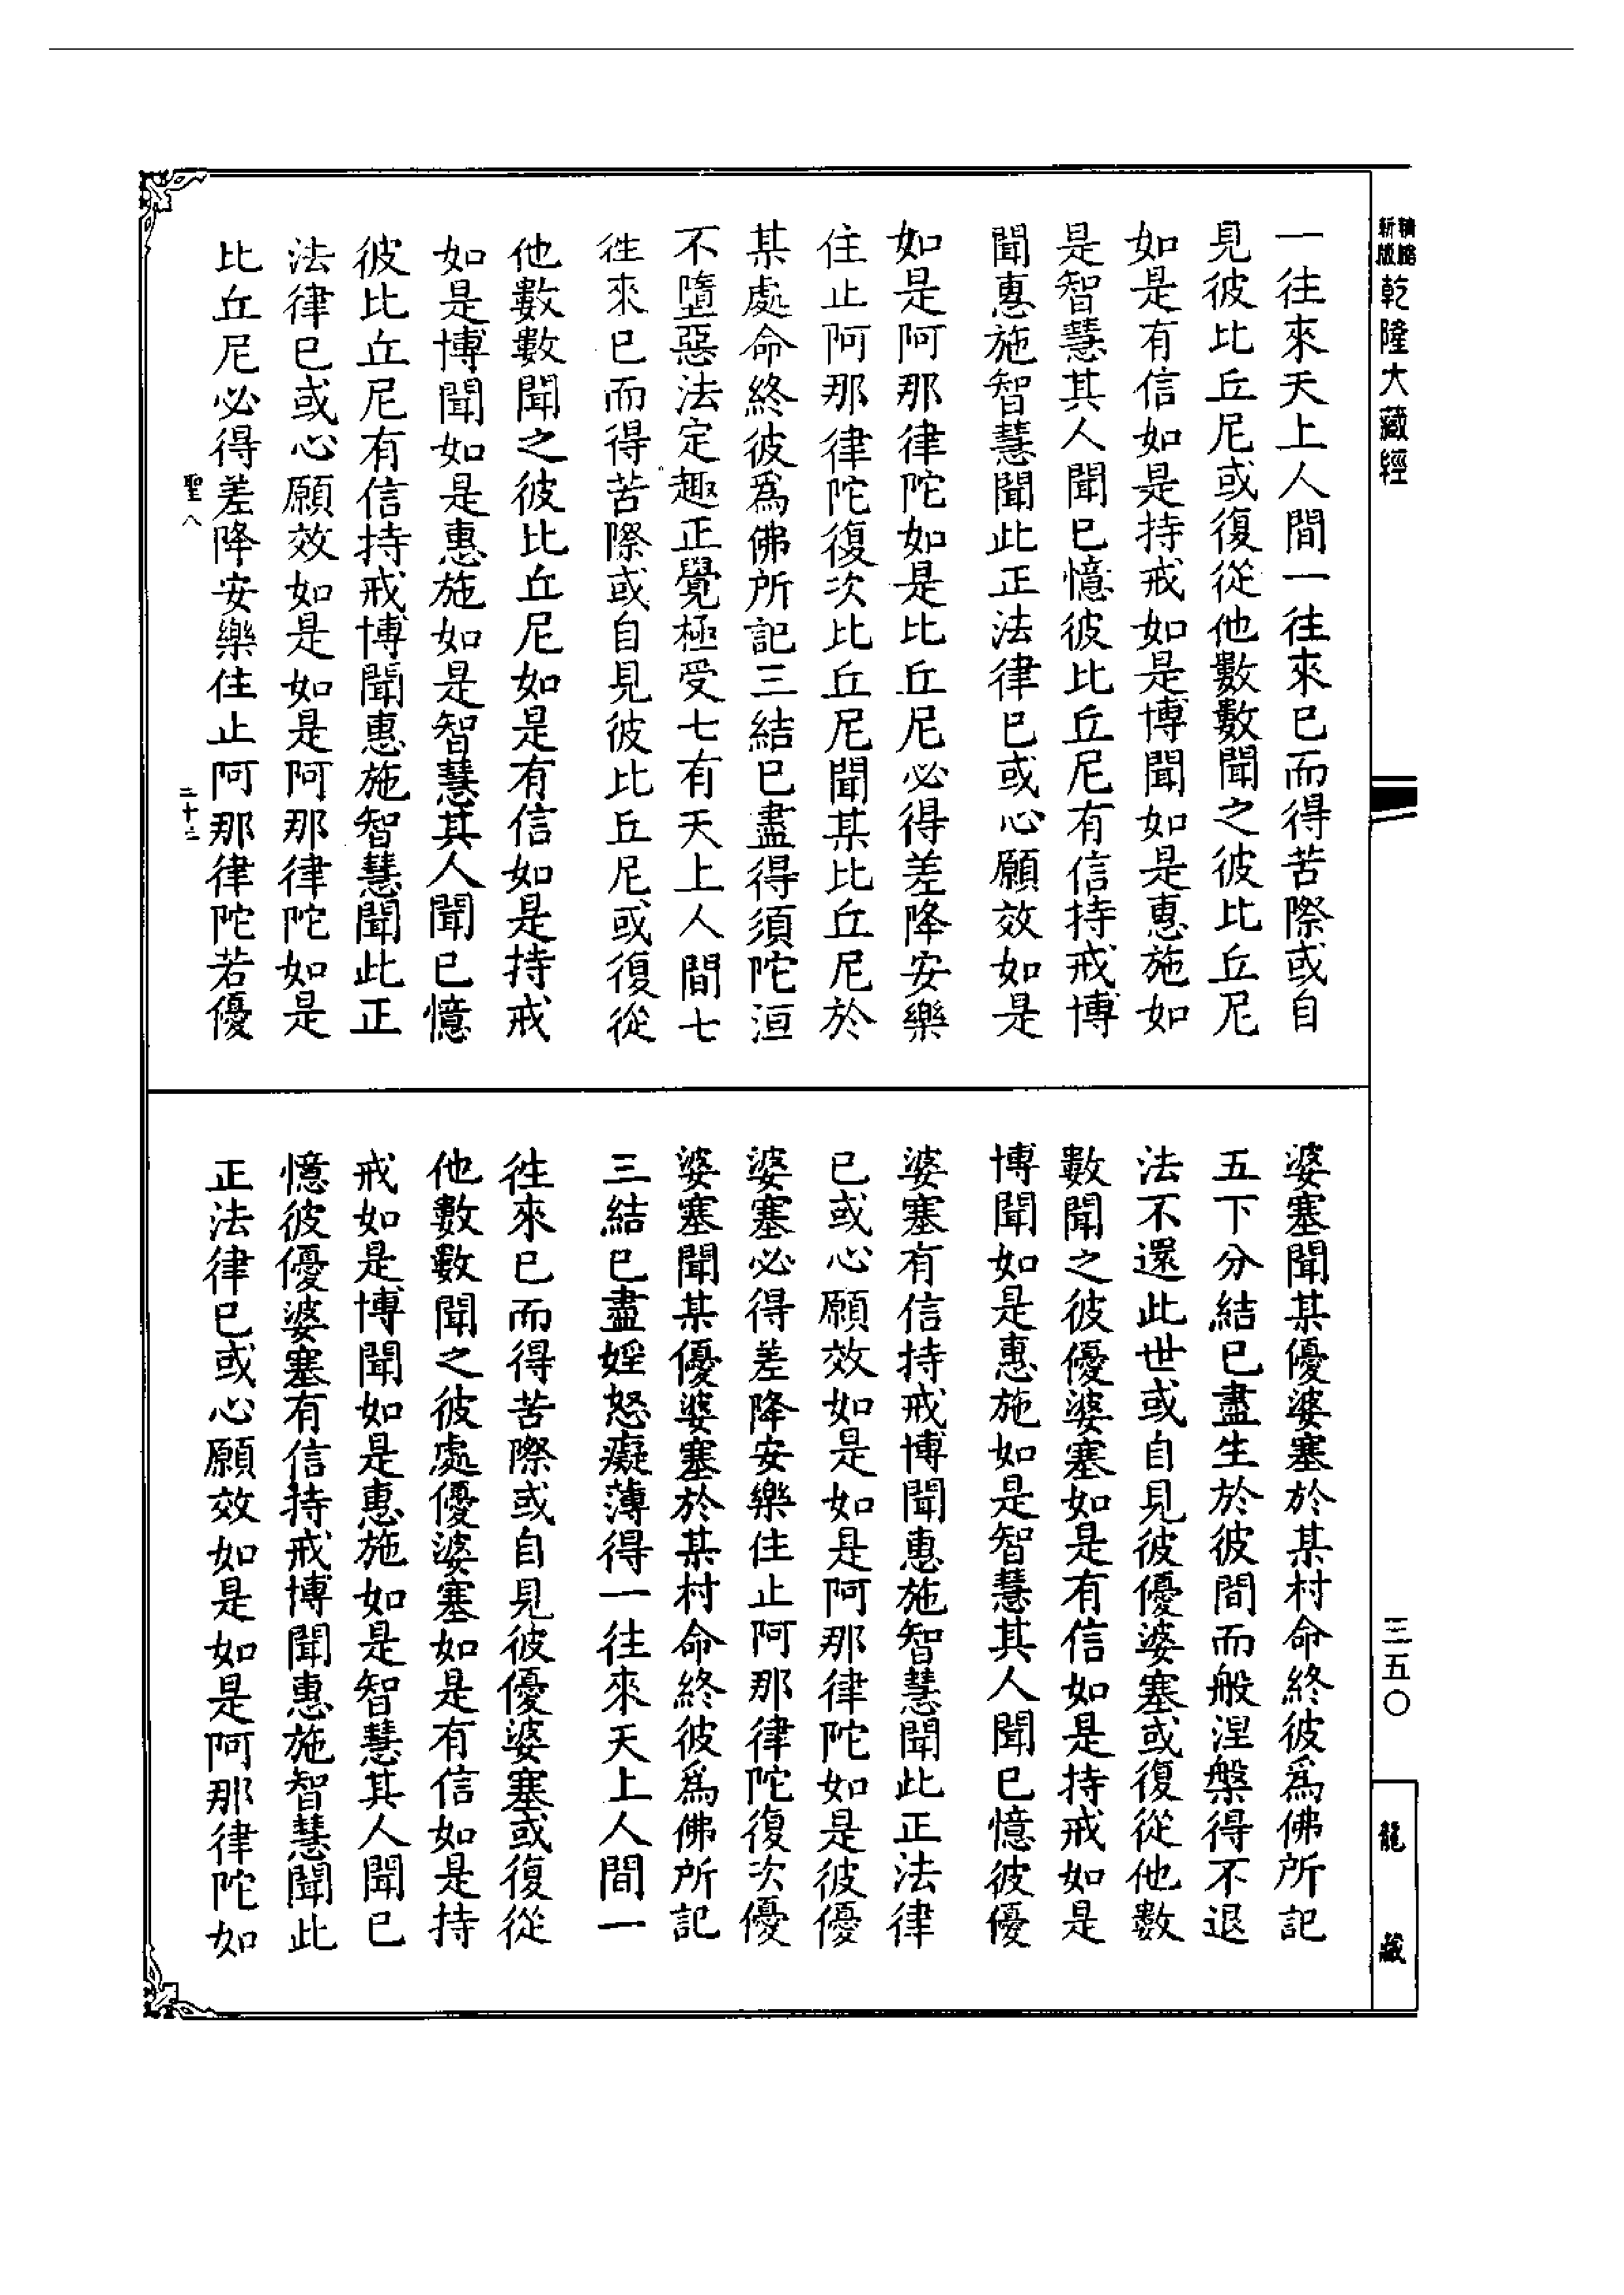 新版
乾隆大藏經
三五〇
龍藏
一往來天上人間一往來已而得苦際或自
見彼比丘尼或復從他數數聞之彼比丘尼
如是有信如是持戒如是博聞如是惠施如
是智慧其人聞已憶彼比丘尼有信持戒博
聞惠施智慧聞此正法律已或心願效如是
如是阿那律陀如是比丘尼必得差降安樂
住止阿那律陀復次比丘尼聞某比丘尼於
某處命終彼為佛所記三結已盡得須陀洹
不墮惡法定趣正覺極受七有天上人間七
徃來已而得苦際或自見彼比丘尼或復從
他數數聞之彼比丘尼如是有信如是持戒
如是博聞如是惠施如是智慧其人聞已憶
彼比丘尼有信持戒博聞惠施智慧聞此正
法律已或心願效如是如是阿那律陀如是
比丘尼必得差降安樂住止阿那律陀若優
聖八
二十三
婆塞聞某優婆塞於某村命終彼為佛所記
五下分結已盡生於彼間而般涅槃得不退
法不還此世或自見彼優婆塞或復從他數
數聞之彼優婆塞如是有信如是持戒如是
博聞如是惠施如是智慧其人聞已憶彼優
婆塞有信持戒博聞惠施智慧聞此正法律
已或心願效如是如是阿那律陀如是彼優
婆塞必得差降安樂住止阿那律陀復次優
婆塞聞某優婆塞於某村命終彼為佛所記
三結已盡婬怒癡薄得一往來天上人間一
往來已而得苦際或自見彼優婆塞或復從
他數數聞之彼處優婆塞如是有信如是持
戒如是博聞如是惠施如是智慧其人聞已
憶彼優婆塞有信持戒博聞惠施智慧聞此
正法律已或心願效如是如是阿那律陀如